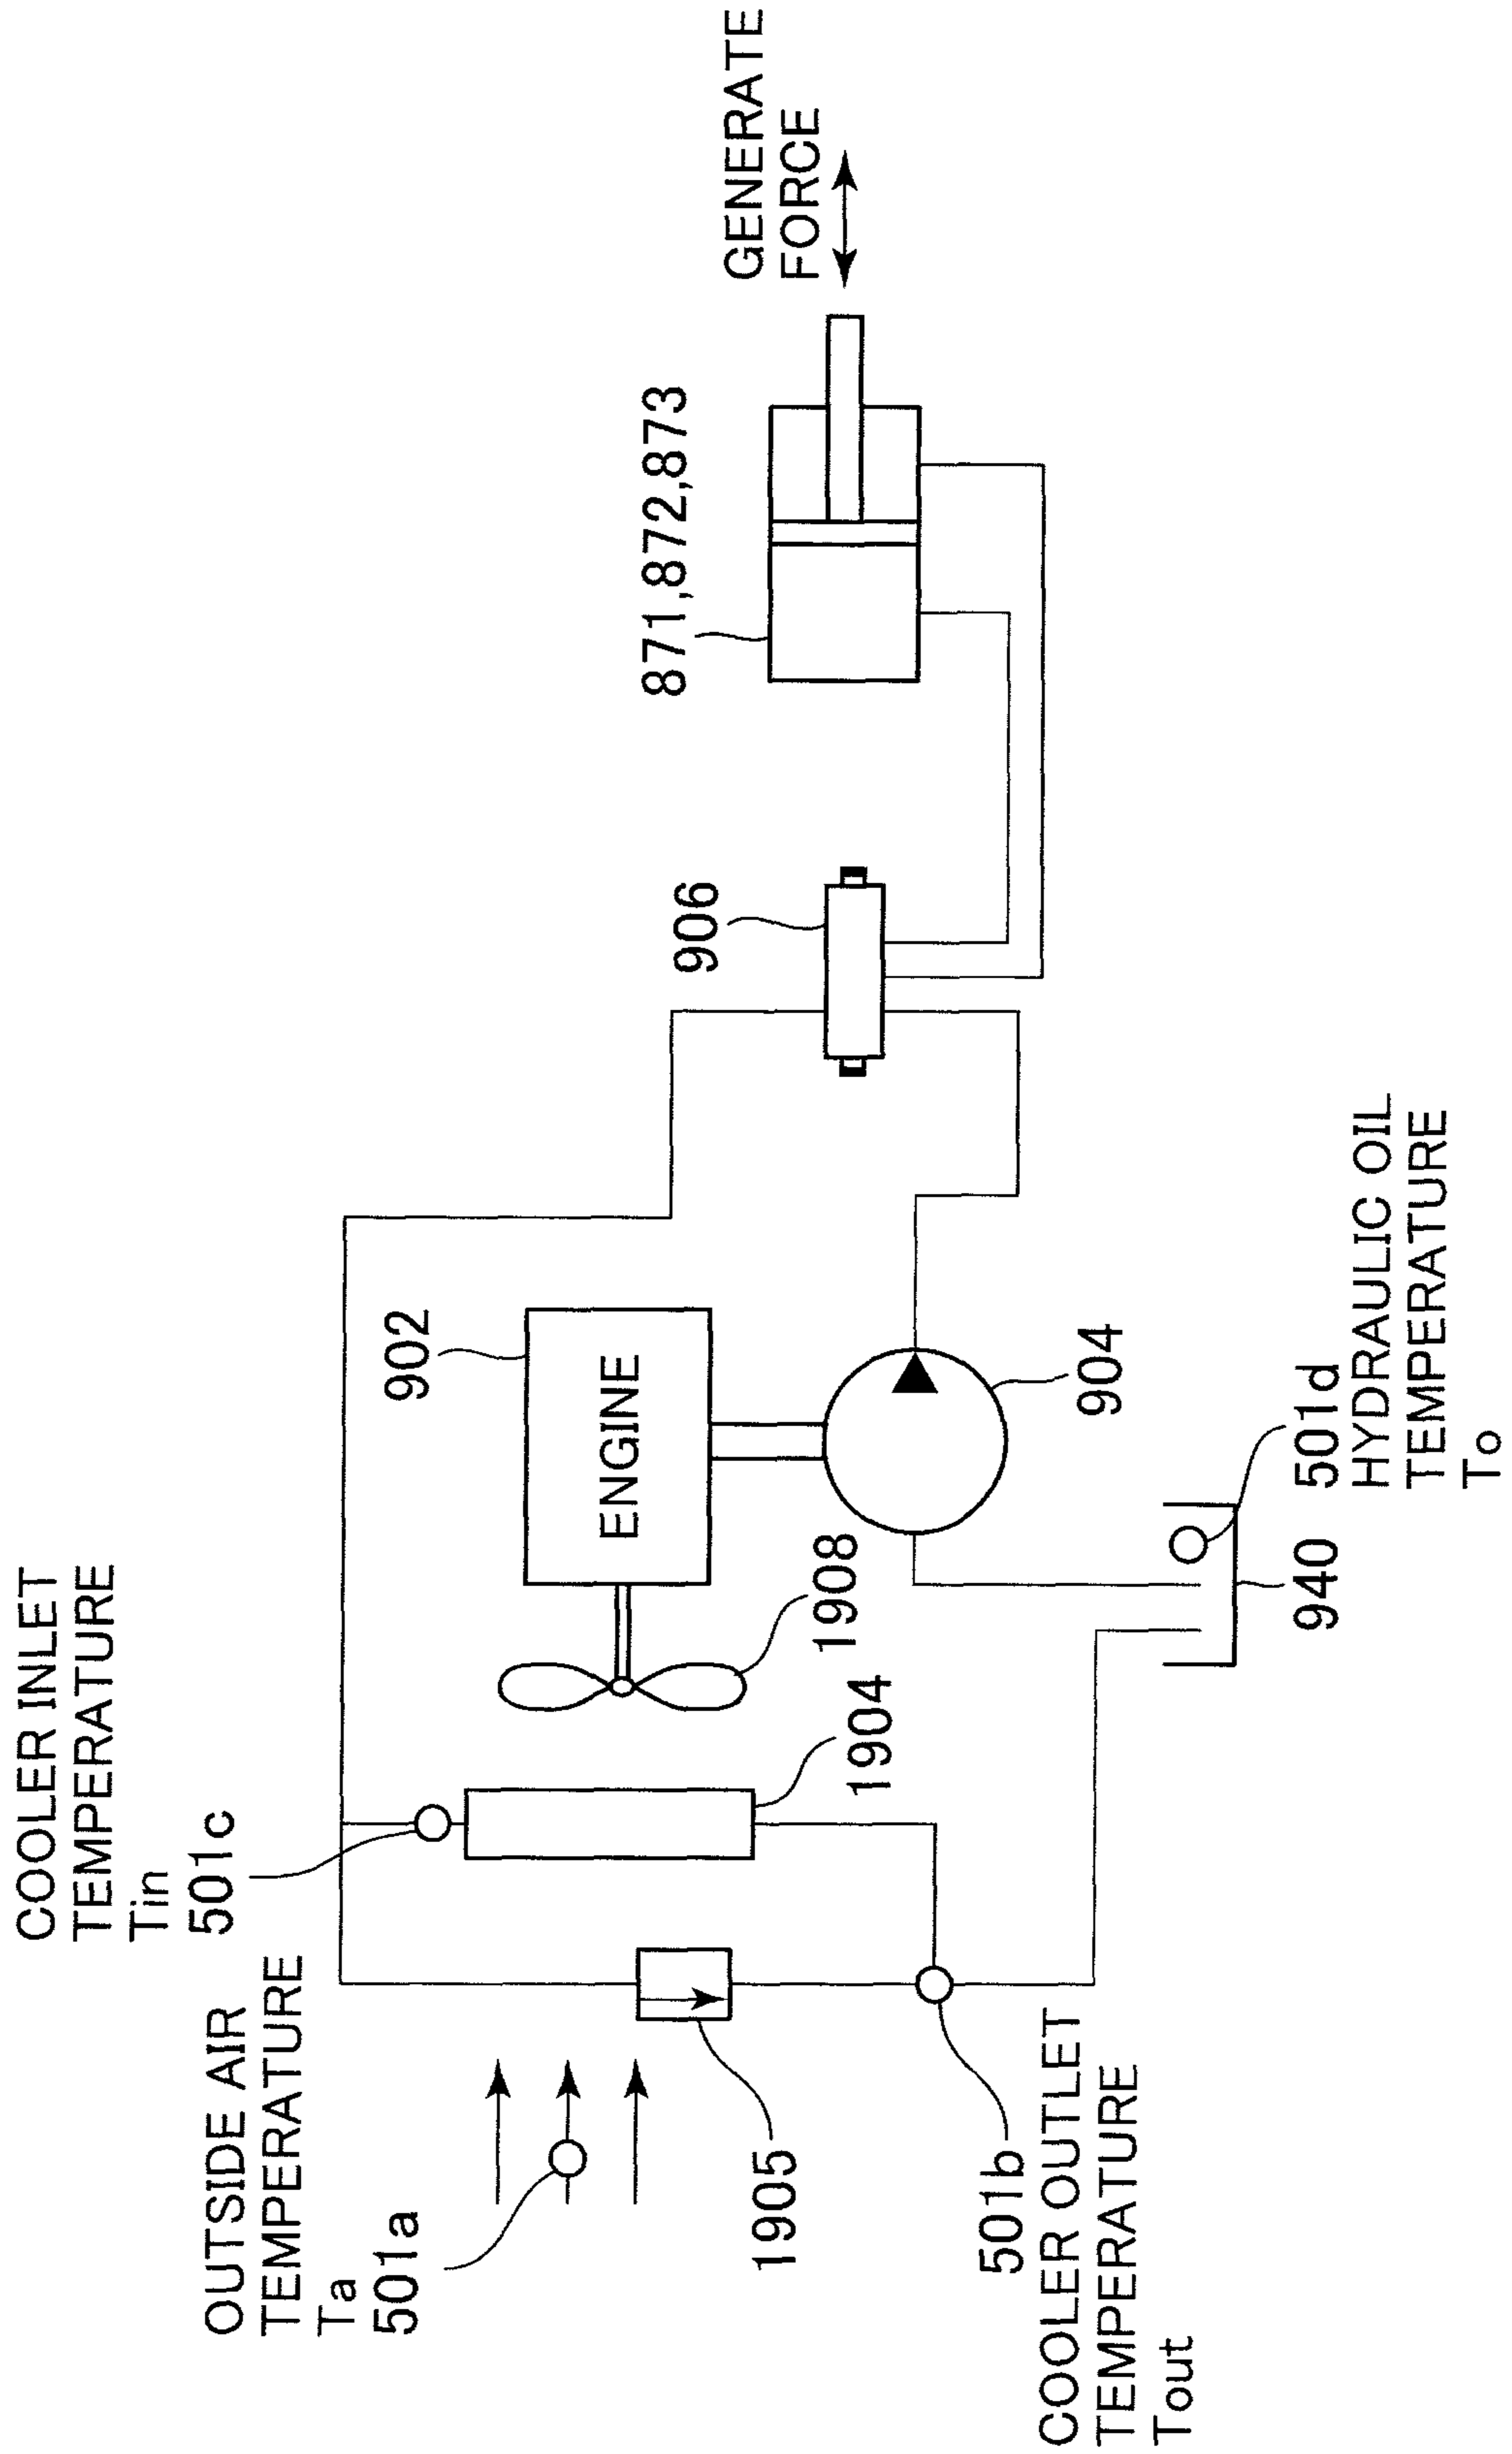 COOLER INLET
TEMPERATURE
Tin
501c
OUTSIDE AIR
TEMPERATURE
Ta
501a
902
ENGINE
906
871,872,873
GENERATE
FORCE
1908
1904
1905
904
501b
COOLER OUTLET
TEMPERATURE
Tout
940
501d
HYDRAULIC OIL
TEMPERATURE
To